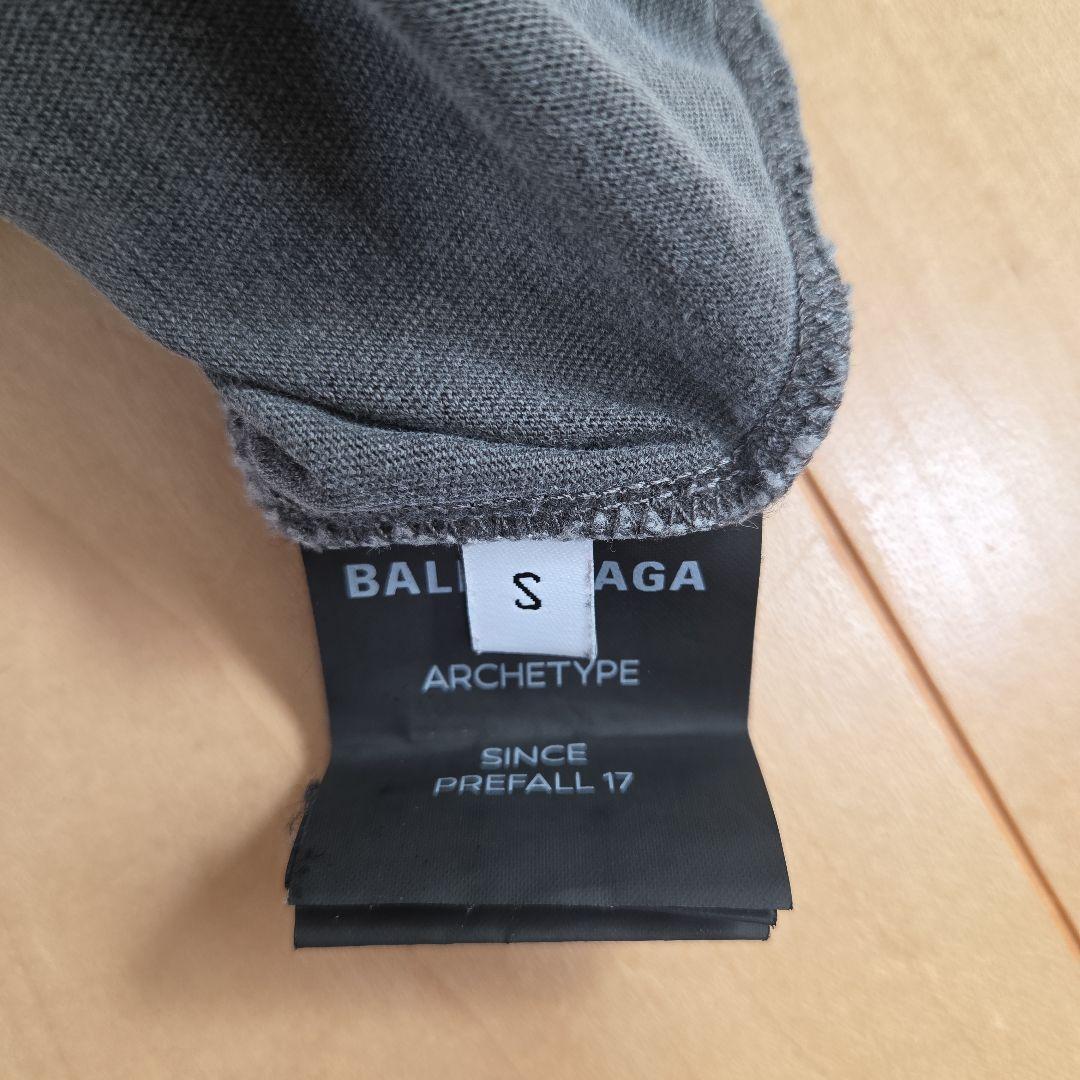 BAL AGA
S
ARCHETYPE
SINCE
PREFALL 17